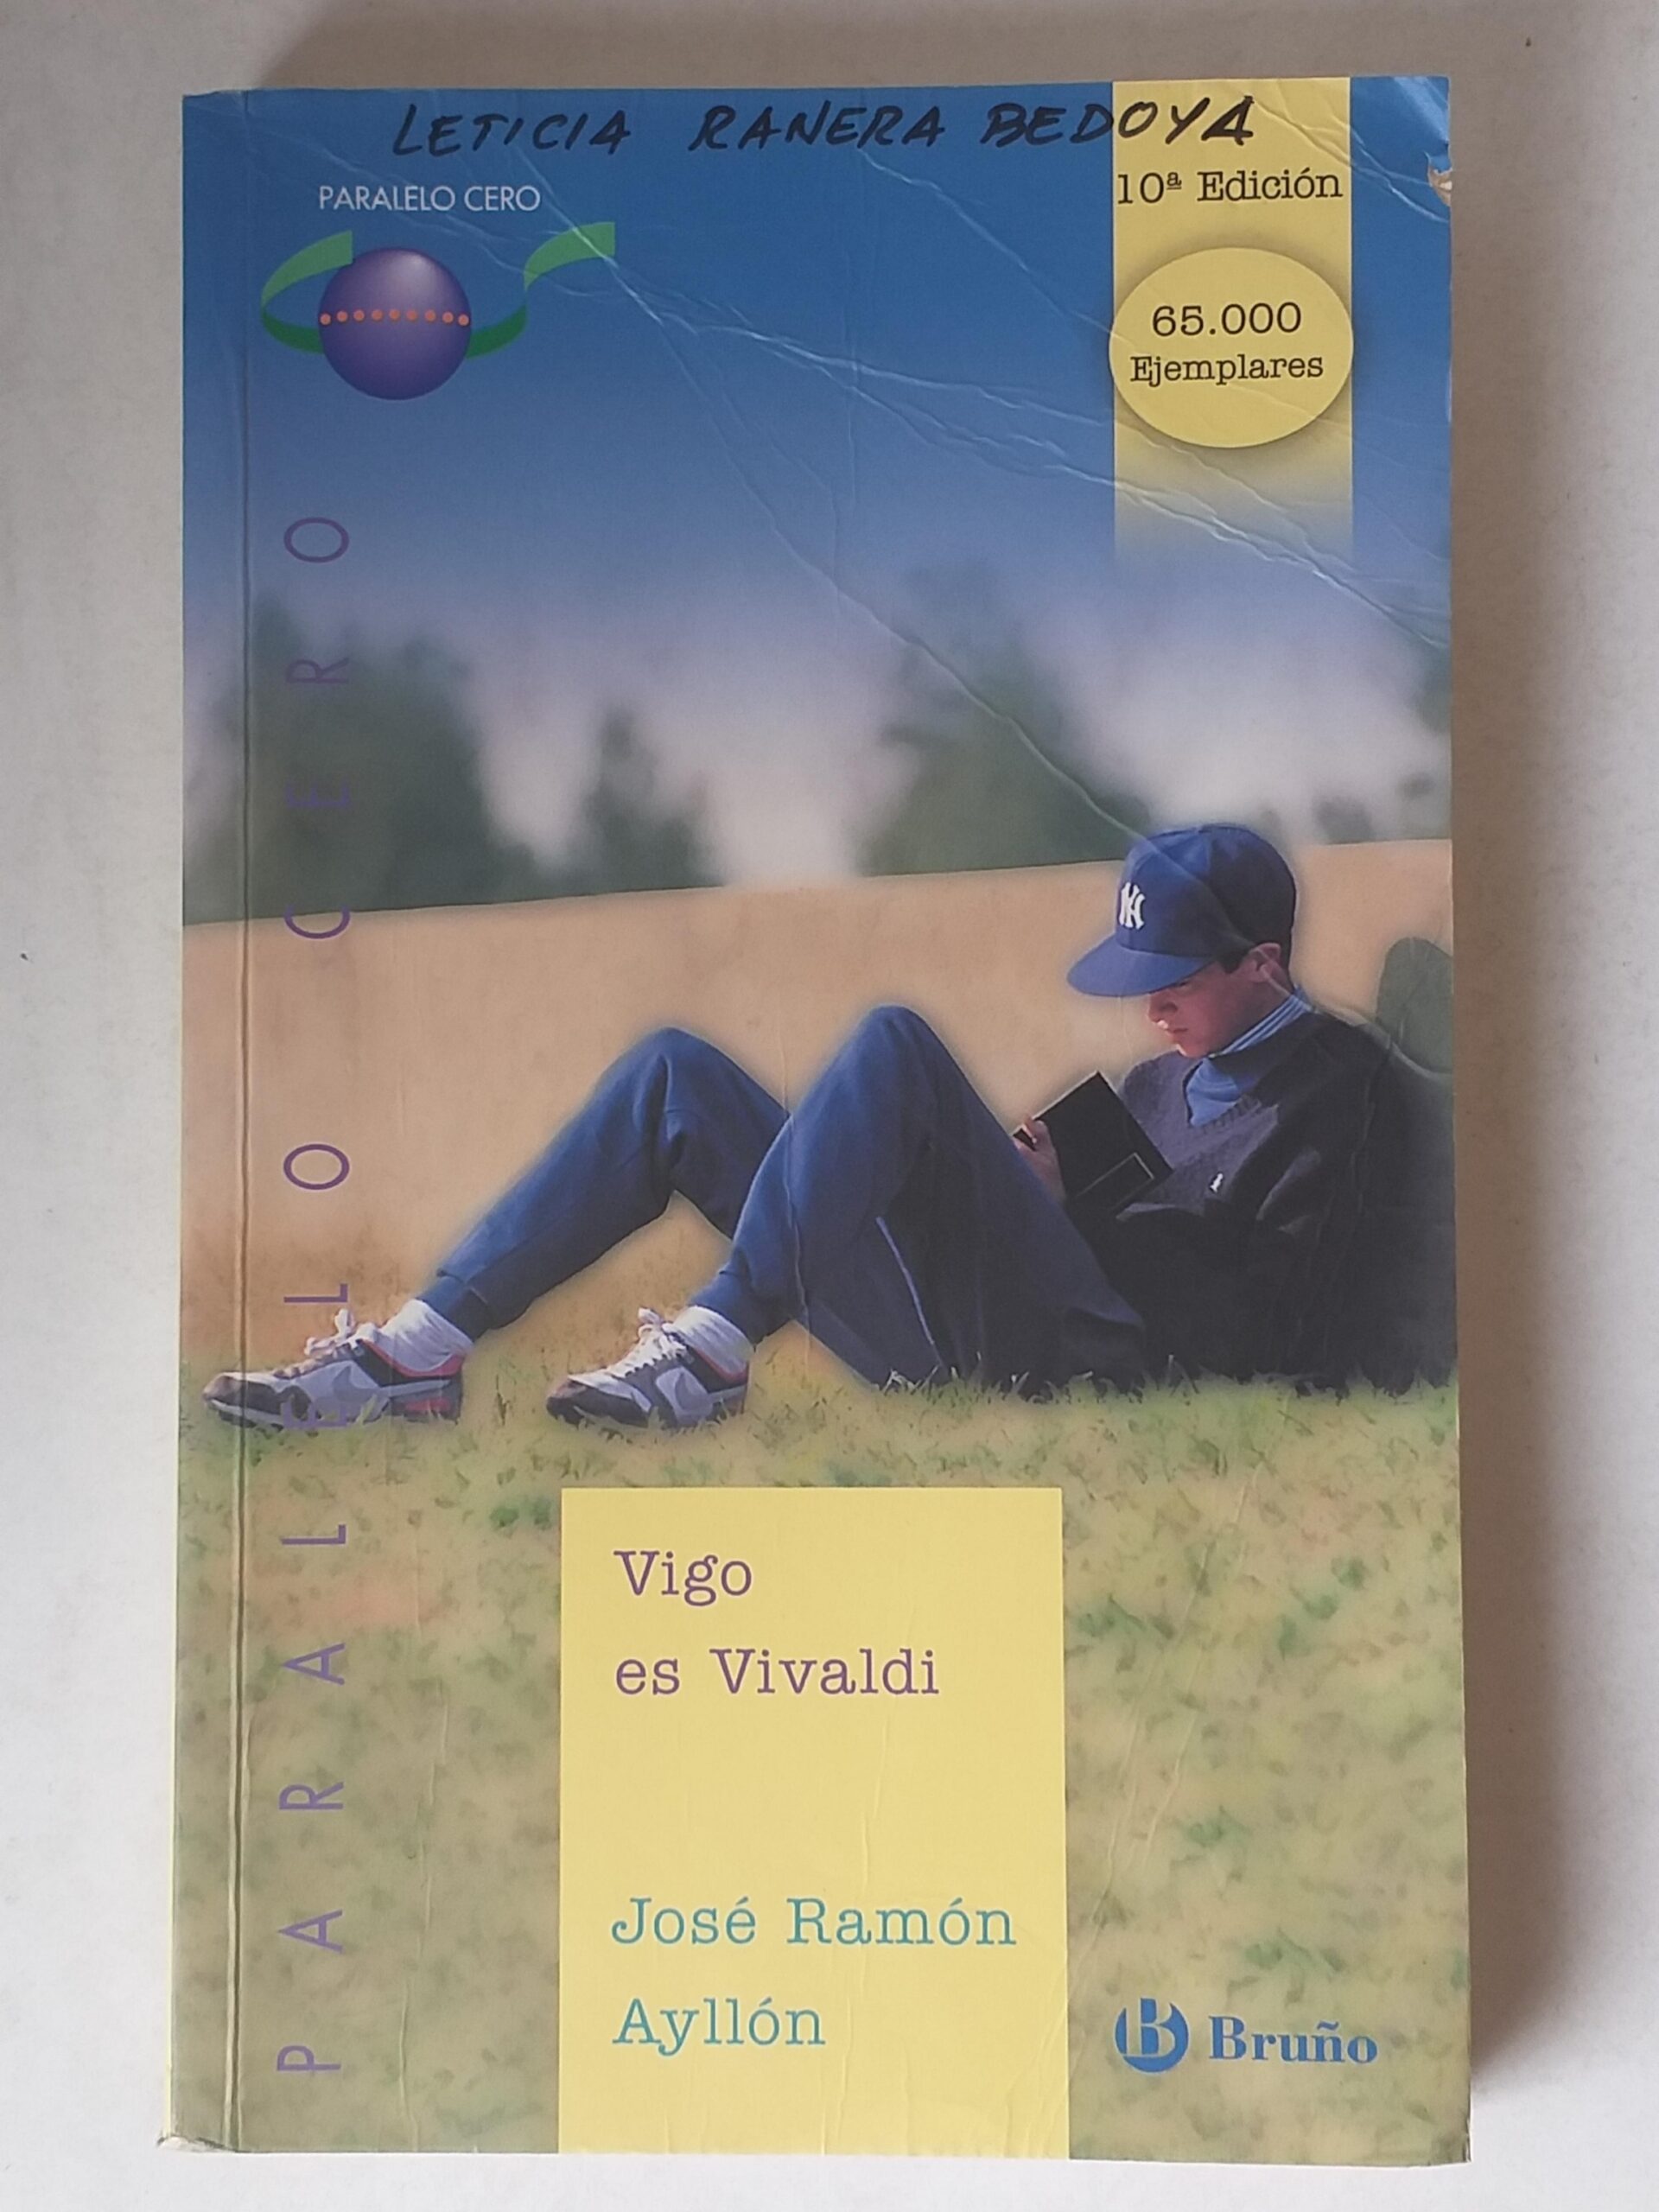 LETICIA RANERA BEDOYA
PARALELO CERO
10ª Edición
65.000
Ejemplares
PARALELO CERO
NY
Vigo
es Vivaldi
José Ramón
Ayllón
B Bruño